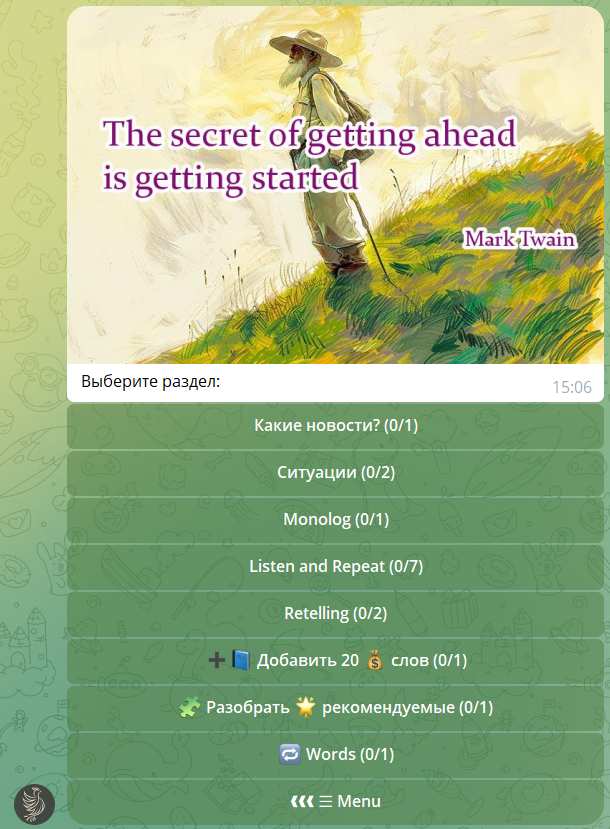 The secret of getting ahead
is getting started
Mark Twain
Выберите раздел:
15:06
Какие новости? (0/1)
Ситуации (0/2)
Monolog (0/1)
Listen and Repeat (0/7)
Retelling (0/2)
➕📘 Добавить 20 💰 слов (0/1)
🧩 Разобрать 🌟 рекомендуемые (0/1)
🔁 Words (0/1)
❮❮❮ ☰ Menu